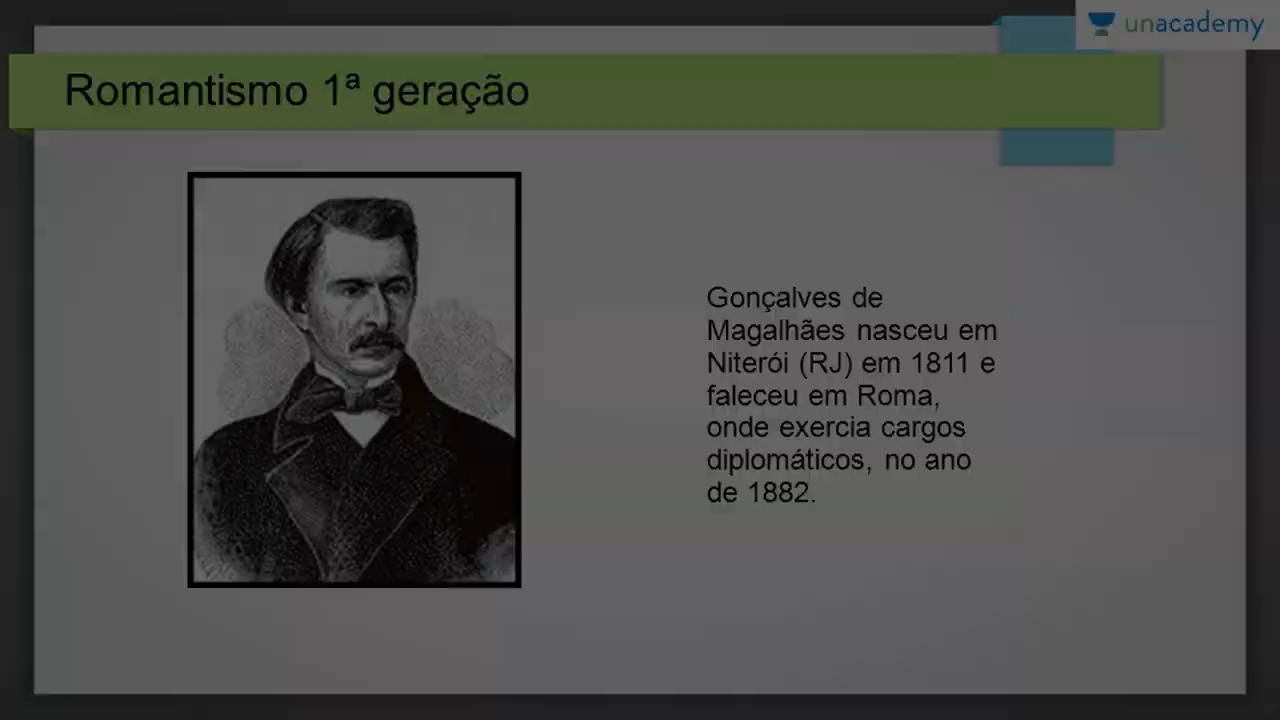 unacademy
Romantismo 1ª geração
Gonçalves de
Magalhães nasceu em
Niterói (RJ) em 1811 e
faleceu em Roma,
onde exercia cargos
diplomáticos, no ano
de 1882.